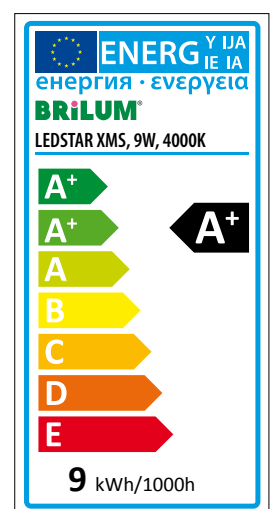 ENERG Y IJA
IE IA
енергия · ενεργεια
BRiLUM®
LEDSTAR XMS, 9W, 4000K
A+
A+
A+
A
B
C
D
E
9 kWh/1000h